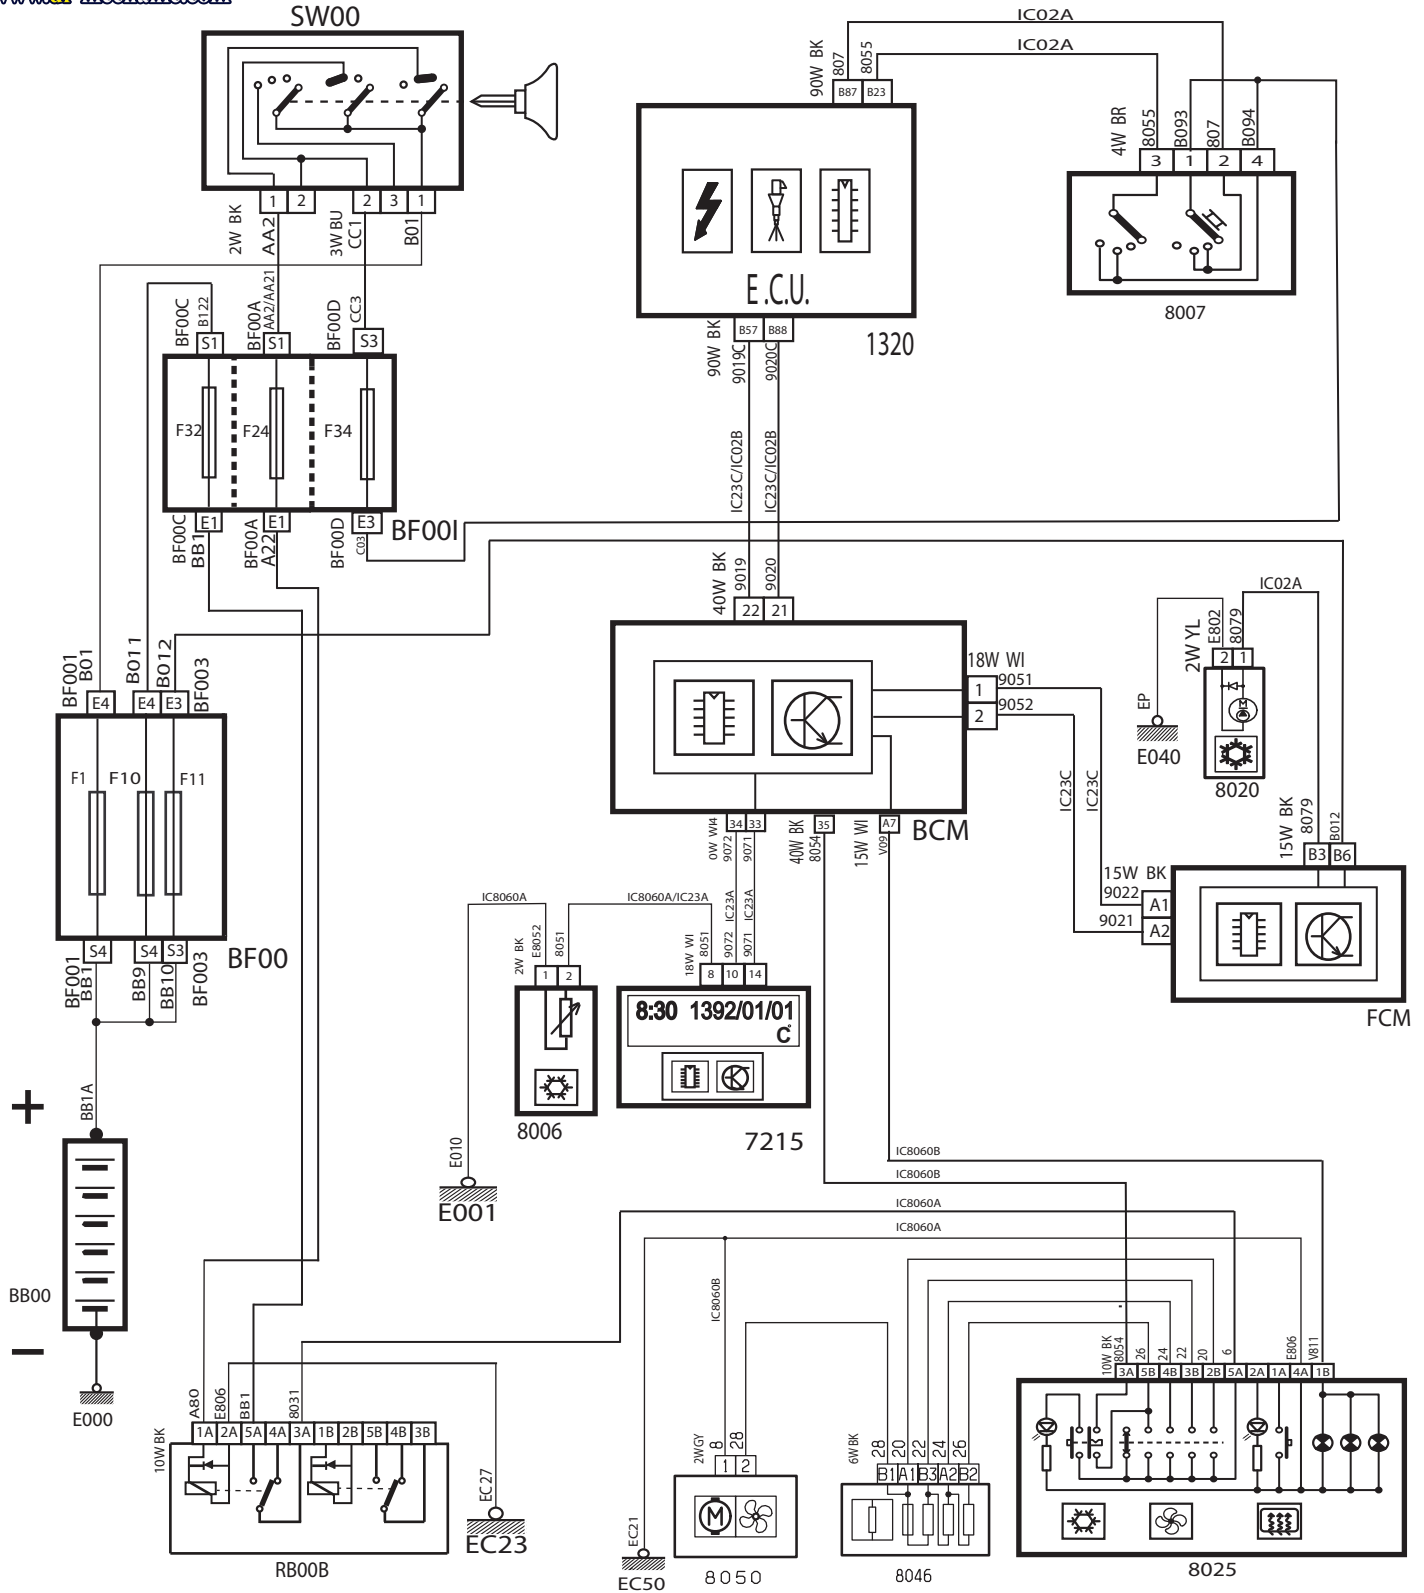 SW00
1 2
2 3 1
2W BK
AA2
3W BU
CC1
B01
BF00C
B122
BF00A
AA2/AA21
BF00D
CC3
S1 S1 S3
F32 F24 F34
E1 E1 E3
BF00C
BB1
BF00A
A22
BF00D
C03
BF00I
BF001
B01
B011
B012
BF003
E4 E4 E3
F1 F10 F11
S4 S4 S3
BF00
BF001
BB1
BB9
BB10
BF003
BB1A
+
BB00
−
E000
IC02A
IC02A
90W BK
807
8055
B87 B23
E.C.U.
1320
B57 B88
90W BK
9019C
9020C
IC23C/IC02B
IC23C/IC02B
4W BR
8055
B093
807
B094
3 1 2 4
8007
40W BK
9019
9020
22 21
18W WI
1 9051
2 9052
BCM
34 33 35 A7
0W WI4
9072
9071
40W BK
8054
15W WI
V09
IC23C
IC23C
IC02A
2W YL
E802
8079
2 1
8020
EP
E040
15W BK
8079
B012
B3 B6
15W BK
9022 A1
9021 A2
FCM
IC8060A
IC8060A/IC23A
IC23A
IC23A
2W BK
E8052
8051
1 2
8006
18W WI
8051
9072
9071
8 10 14
8:30 1392/01/01
C°
7215
E010
E001
IC8060B
IC8060B
IC8060A
IC8060A
IC8060B
10W BK
A80
E806
BB1
8031
1A 2A 5A 4A 3A 1B 2B 5B 4B 3B
RB00B
EC27
EC23
EC21
EC50
2WGY
8
28
1 2
M
8050
6W BK
28
20
22
24
26
B1 A1 B3 A2 B2
8046
10W BK
8054
26
24
22
20
6
E806
V811
3A 5B 4B 3B 2B 5A 2A 1A 4A 1B
8025